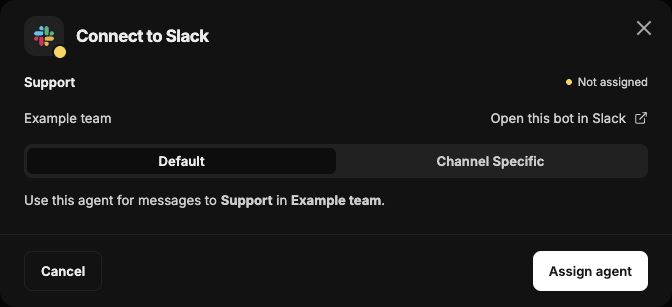 Connect to Slack
Support
Not assigned
Example team
Open this bot in Slack
Default
Channel Specific
Use this agent for messages to Support in Example team.
Cancel
Assign agent